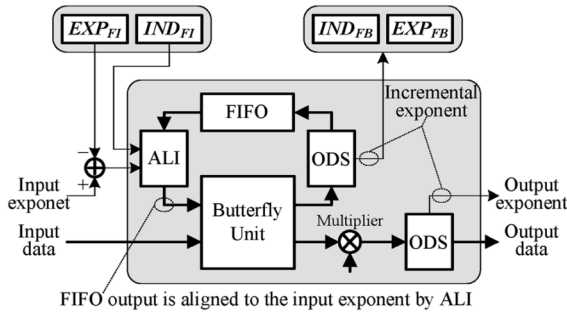 EXP_FI IND_FI
IND_FB EXP_FB
Incremental
exponent
FIFO
ALI
ODS
−
+
Input
exponet
Input
data
Butterfly
Unit
Multiplier
ODS
Output
exponent
Output
data
FIFO output is aligned to the input exponent by ALI